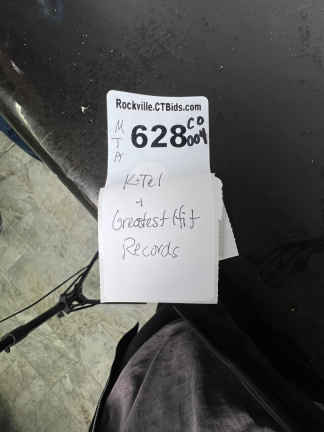 Rockville.CTBids.com
M
T
A
628
CO
004
K-Tel
+
Greatest Hit
Records